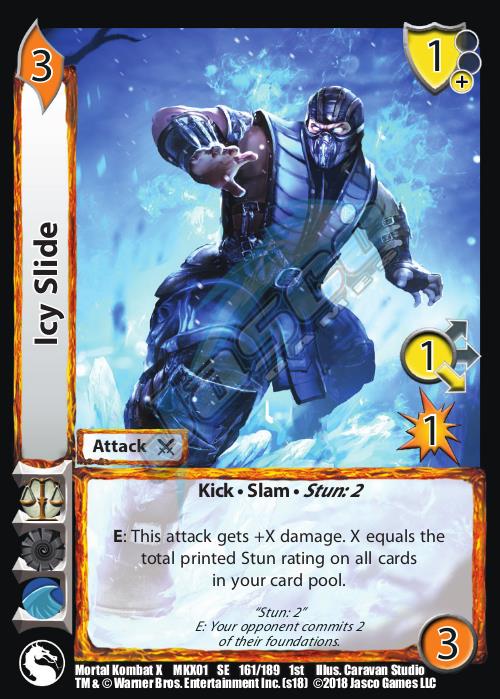 3
1
+
Icy Slide
1
1
Attack
Kick • Slam • Stun: 2
E: This attack gets +X damage. X equals the
total printed Stun rating on all cards
in your card pool.
“Stun: 2”
E: Your opponent commits 2
of their foundations.
3
Mortal Kombat X MKX01 SE 161/189 1st Illus. Caravan Studio
TM & © Warner Bros. Entertainment Inc. (s18) ©2018 Jasco Games LLC
JASCO
GAMES